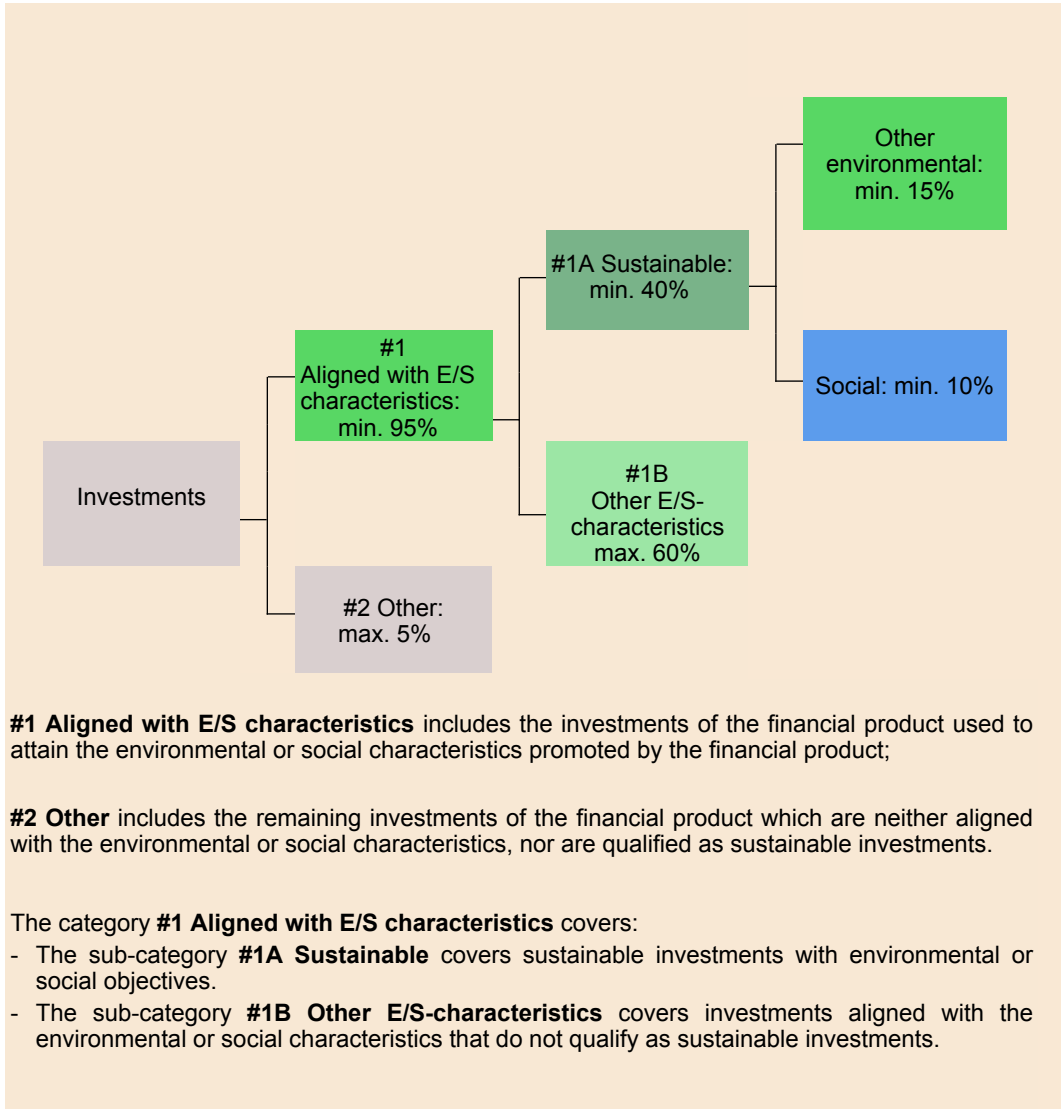 Other
environmental:
min. 15%
#1A Sustainable:
min. 40%
#1
Aligned with E/S
characteristics:
min. 95%
Social: min. 10%
Investments
#1B
Other E/S-
characteristics
max. 60%
#2 Other:
max. 5%
#1 Aligned with E/S characteristics includes the investments of the financial product used to
attain the environmental or social characteristics promoted by the financial product;
#2 Other includes the remaining investments of the financial product which are neither aligned
with the environmental or social characteristics, nor are qualified as sustainable investments.
The category #1 Aligned with E/S characteristics covers:
- The sub-category #1A Sustainable covers sustainable investments with environmental or
social objectives.
- The sub-category #1B Other E/S-characteristics covers investments aligned with the
environmental or social characteristics that do not qualify as sustainable investments.